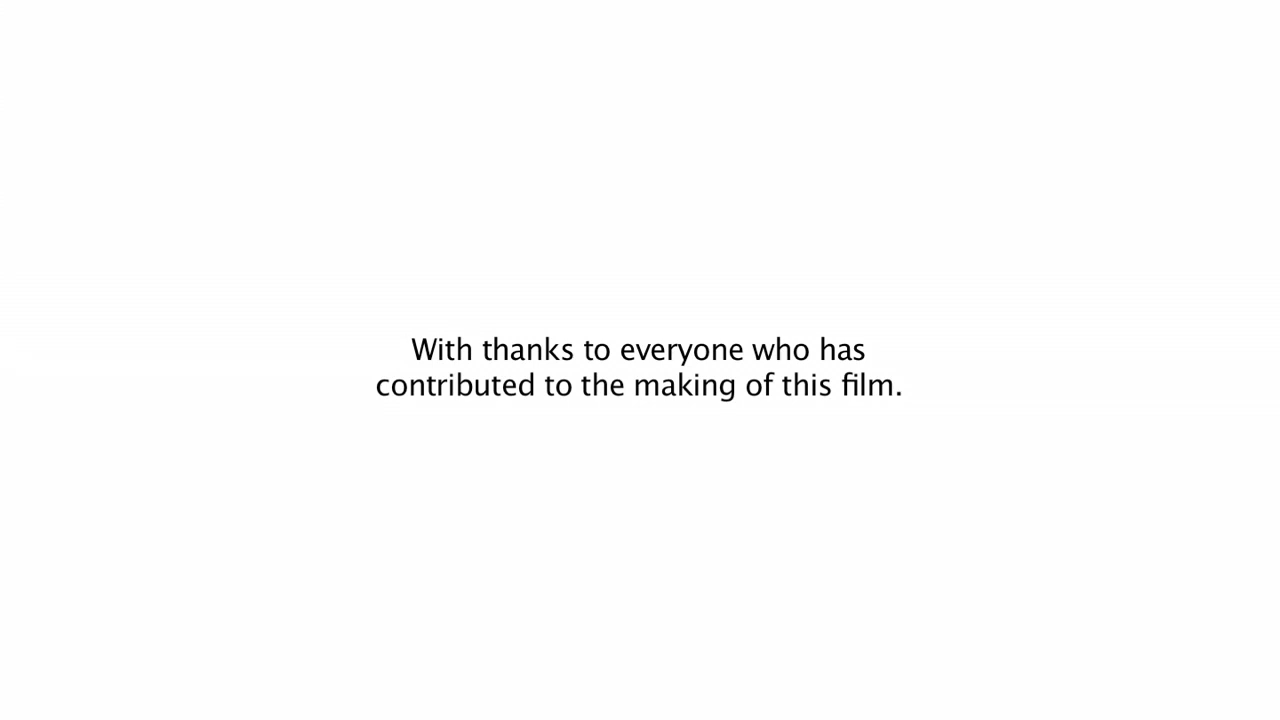 With thanks to everyone who has
contributed to the making of this film.